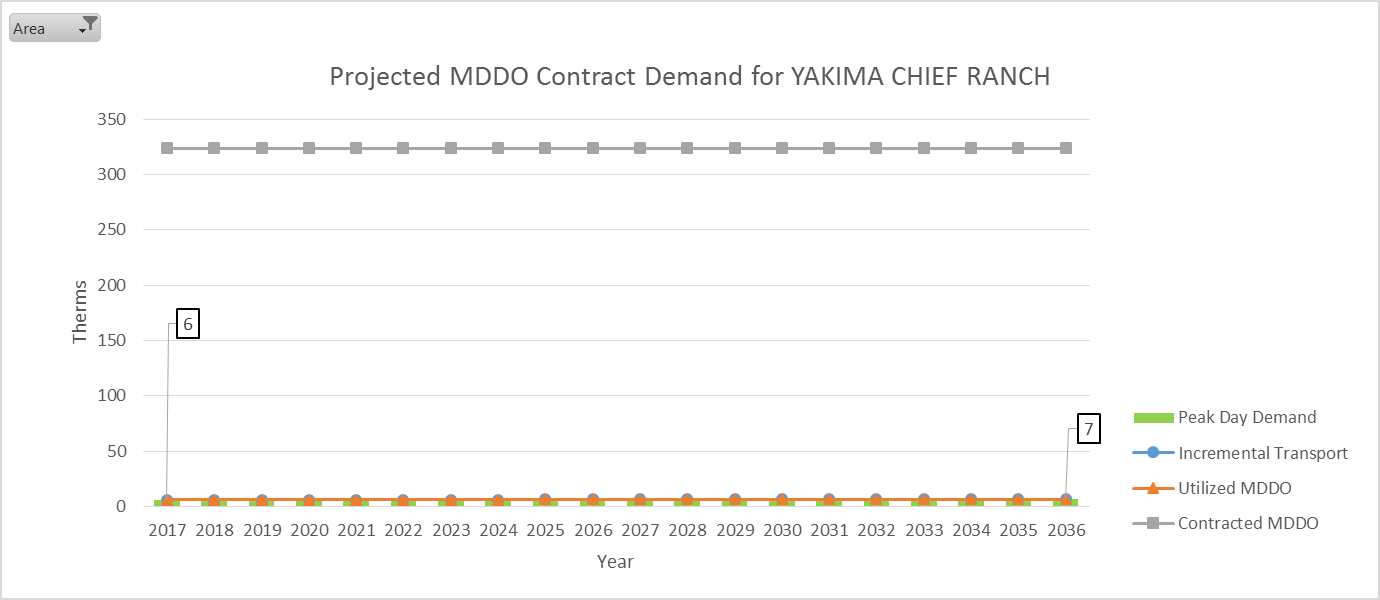 Area
Projected MDDO Contract Demand for YAKIMA CHIEF RANCH
350
300
250
200
150
100
50
0
Therms
6
7
2017 2018 2019 2020 2021 2022 2023 2024 2025 2026 2027 2028 2029 2030 2031 2032 2033 2034 2035 2036
Year
Peak Day Demand
Incremental Transport
Utilized MDDO
Contracted MDDO